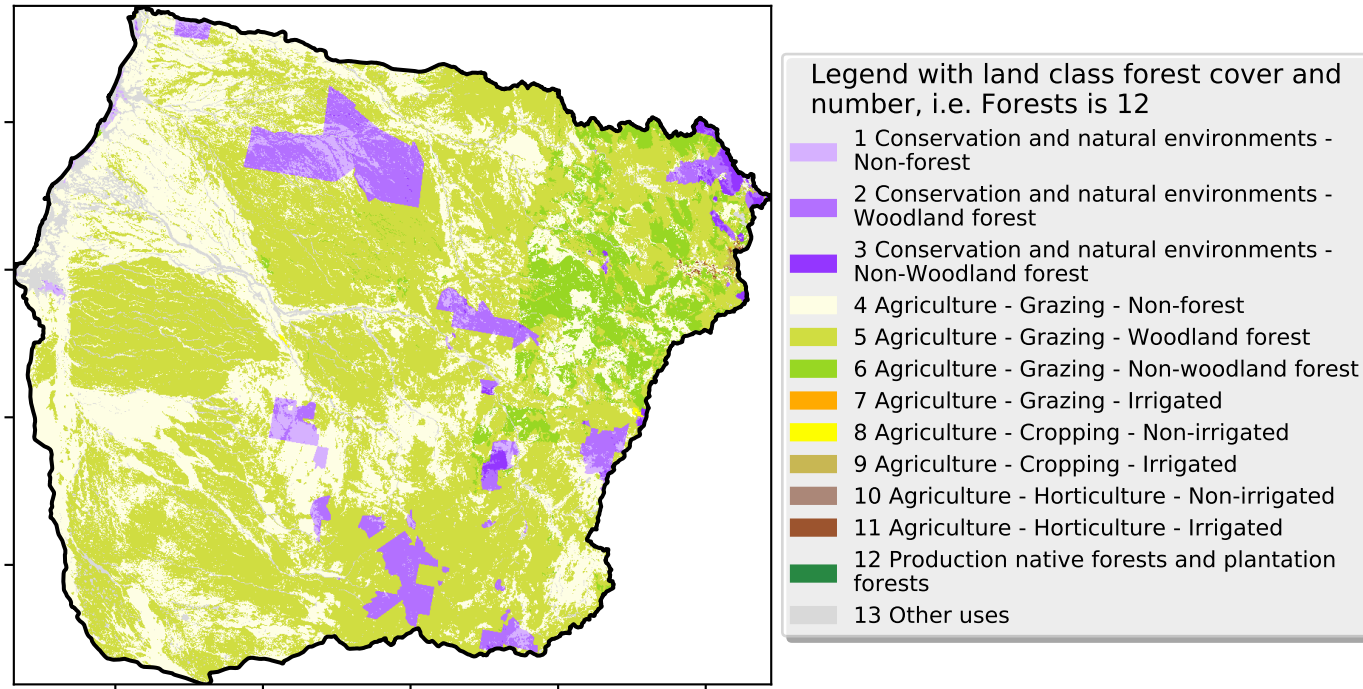 Legend with land class forest cover and
number, i.e. Forests is 12
1 Conservation and natural environments -
Non-forest
2 Conservation and natural environments -
Woodland forest
3 Conservation and natural environments -
Non-Woodland forest
4 Agriculture - Grazing - Non-forest
5 Agriculture - Grazing - Woodland forest
6 Agriculture - Grazing - Non-woodland forest
7 Agriculture - Grazing - Irrigated
8 Agriculture - Cropping - Non-irrigated
9 Agriculture - Cropping - Irrigated
10 Agriculture - Horticulture - Non-irrigated
11 Agriculture - Horticulture - Irrigated
12 Production native forests and plantation
forests
13 Other uses